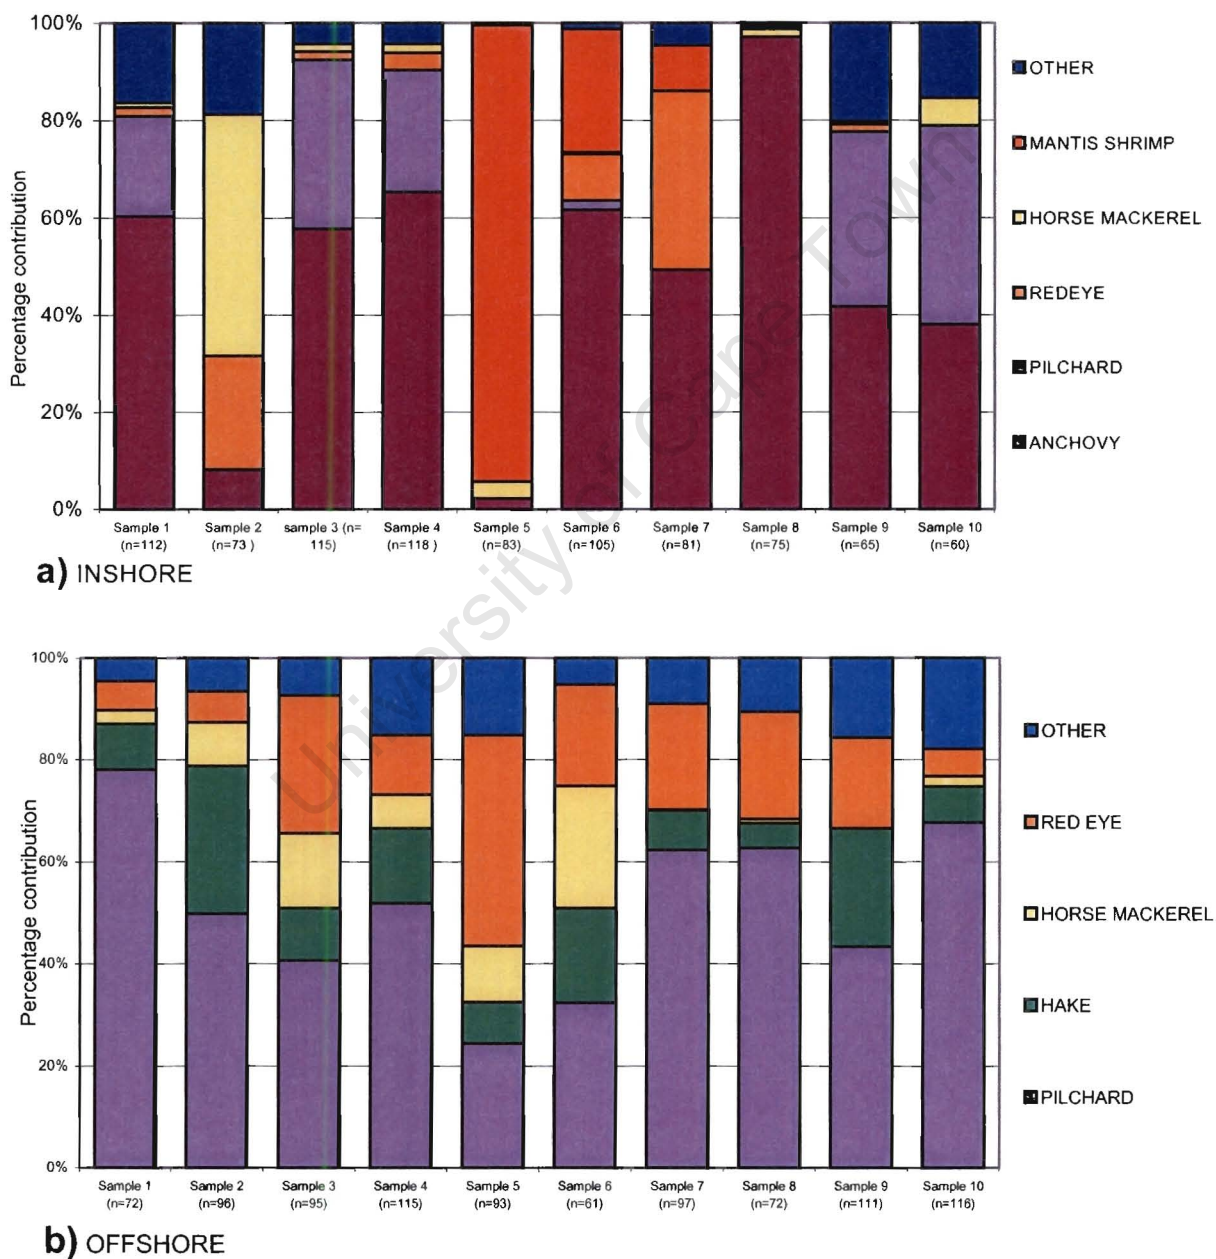 100%
80%
60%
40%
20%
0%
Percentage contribution
Sample 1
(n=112)
Sample 2
(n=73 )
sample 3 (n=
115)
Sample 4
(n=118 )
Sample 5
(n=83)
Sample 6
(n=105)
Sample 7
(n=81)
Sample 8
(n=75)
Sample 9
(n=65)
Sample 10
(n=60)
OTHER
MANTIS SHRIMP
HORSE MACKEREL
REDEYE
PILCHARD
ANCHOVY
a) INSHORE
University of Cape Town
100%
80%
60%
40%
20%
0%
Percentage contribution
Sample 1
(n=72)
Sample 2
(n=96)
Sample 3
(n=95)
Sample 4
(n=115)
Sample 5
(n=93)
Sample 6
(n=61)
Sample 7
(n=97)
Sample 8
(n=72)
Sample 9
(n=111)
Sample 10
(n=116)
OTHER
RED EYE
HORSE MACKEREL
HAKE
PILCHARD
b) OFFSHORE